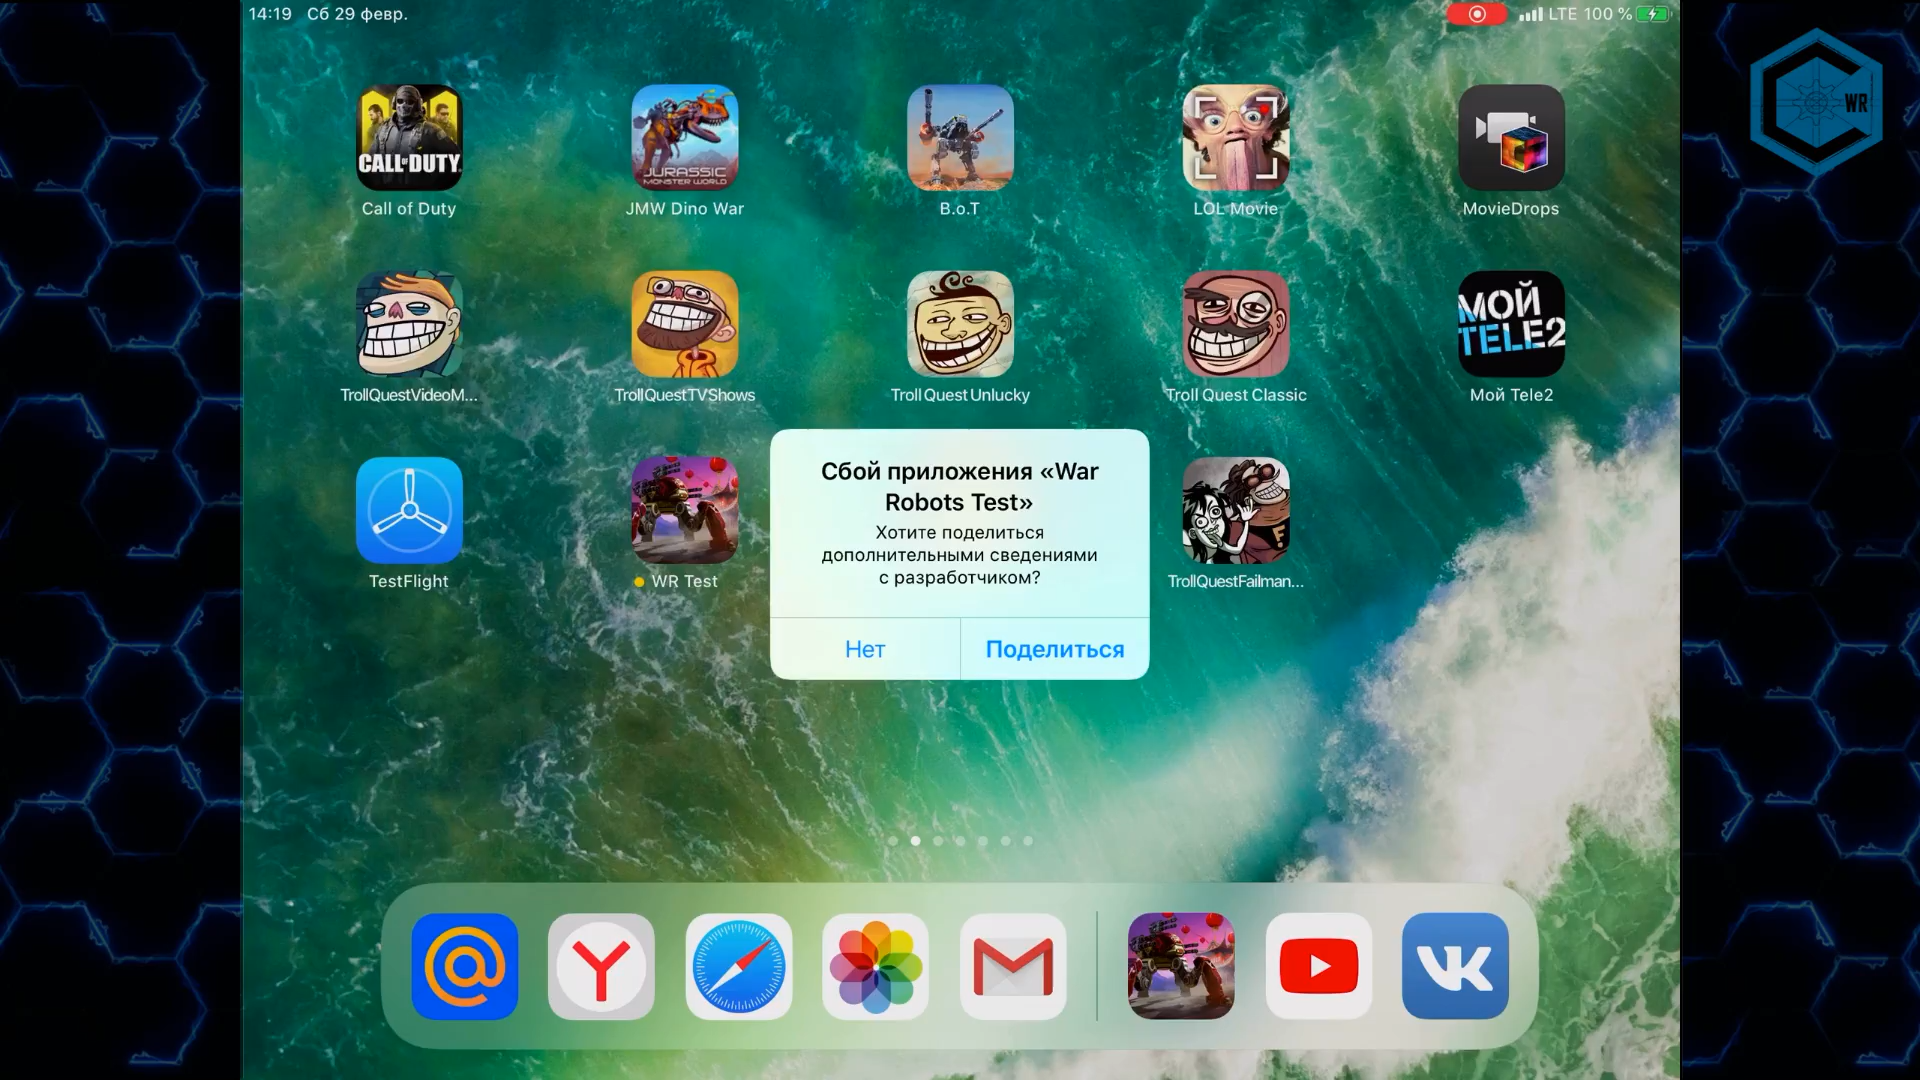 14:19 Сб 29 февр.
LTE 100 %
WR
CALL OF DUTY
JURASSIC
MONSTER WORLD
Call of Duty
JMW Dino War
B.o.T
LOL Movie
MovieDrops
МОЙ
TELE2
TrollQuestVideoM...
TrollQuestTVShows
Troll Quest Unlucky
Troll Quest Classic
Мой Tele2
Сбой приложения «War
Robots Test»
Хотите поделиться
дополнительными сведениями
с разработчиком?
Нет
Поделиться
F
TestFlight
WR Test
TrollQuestFailman...